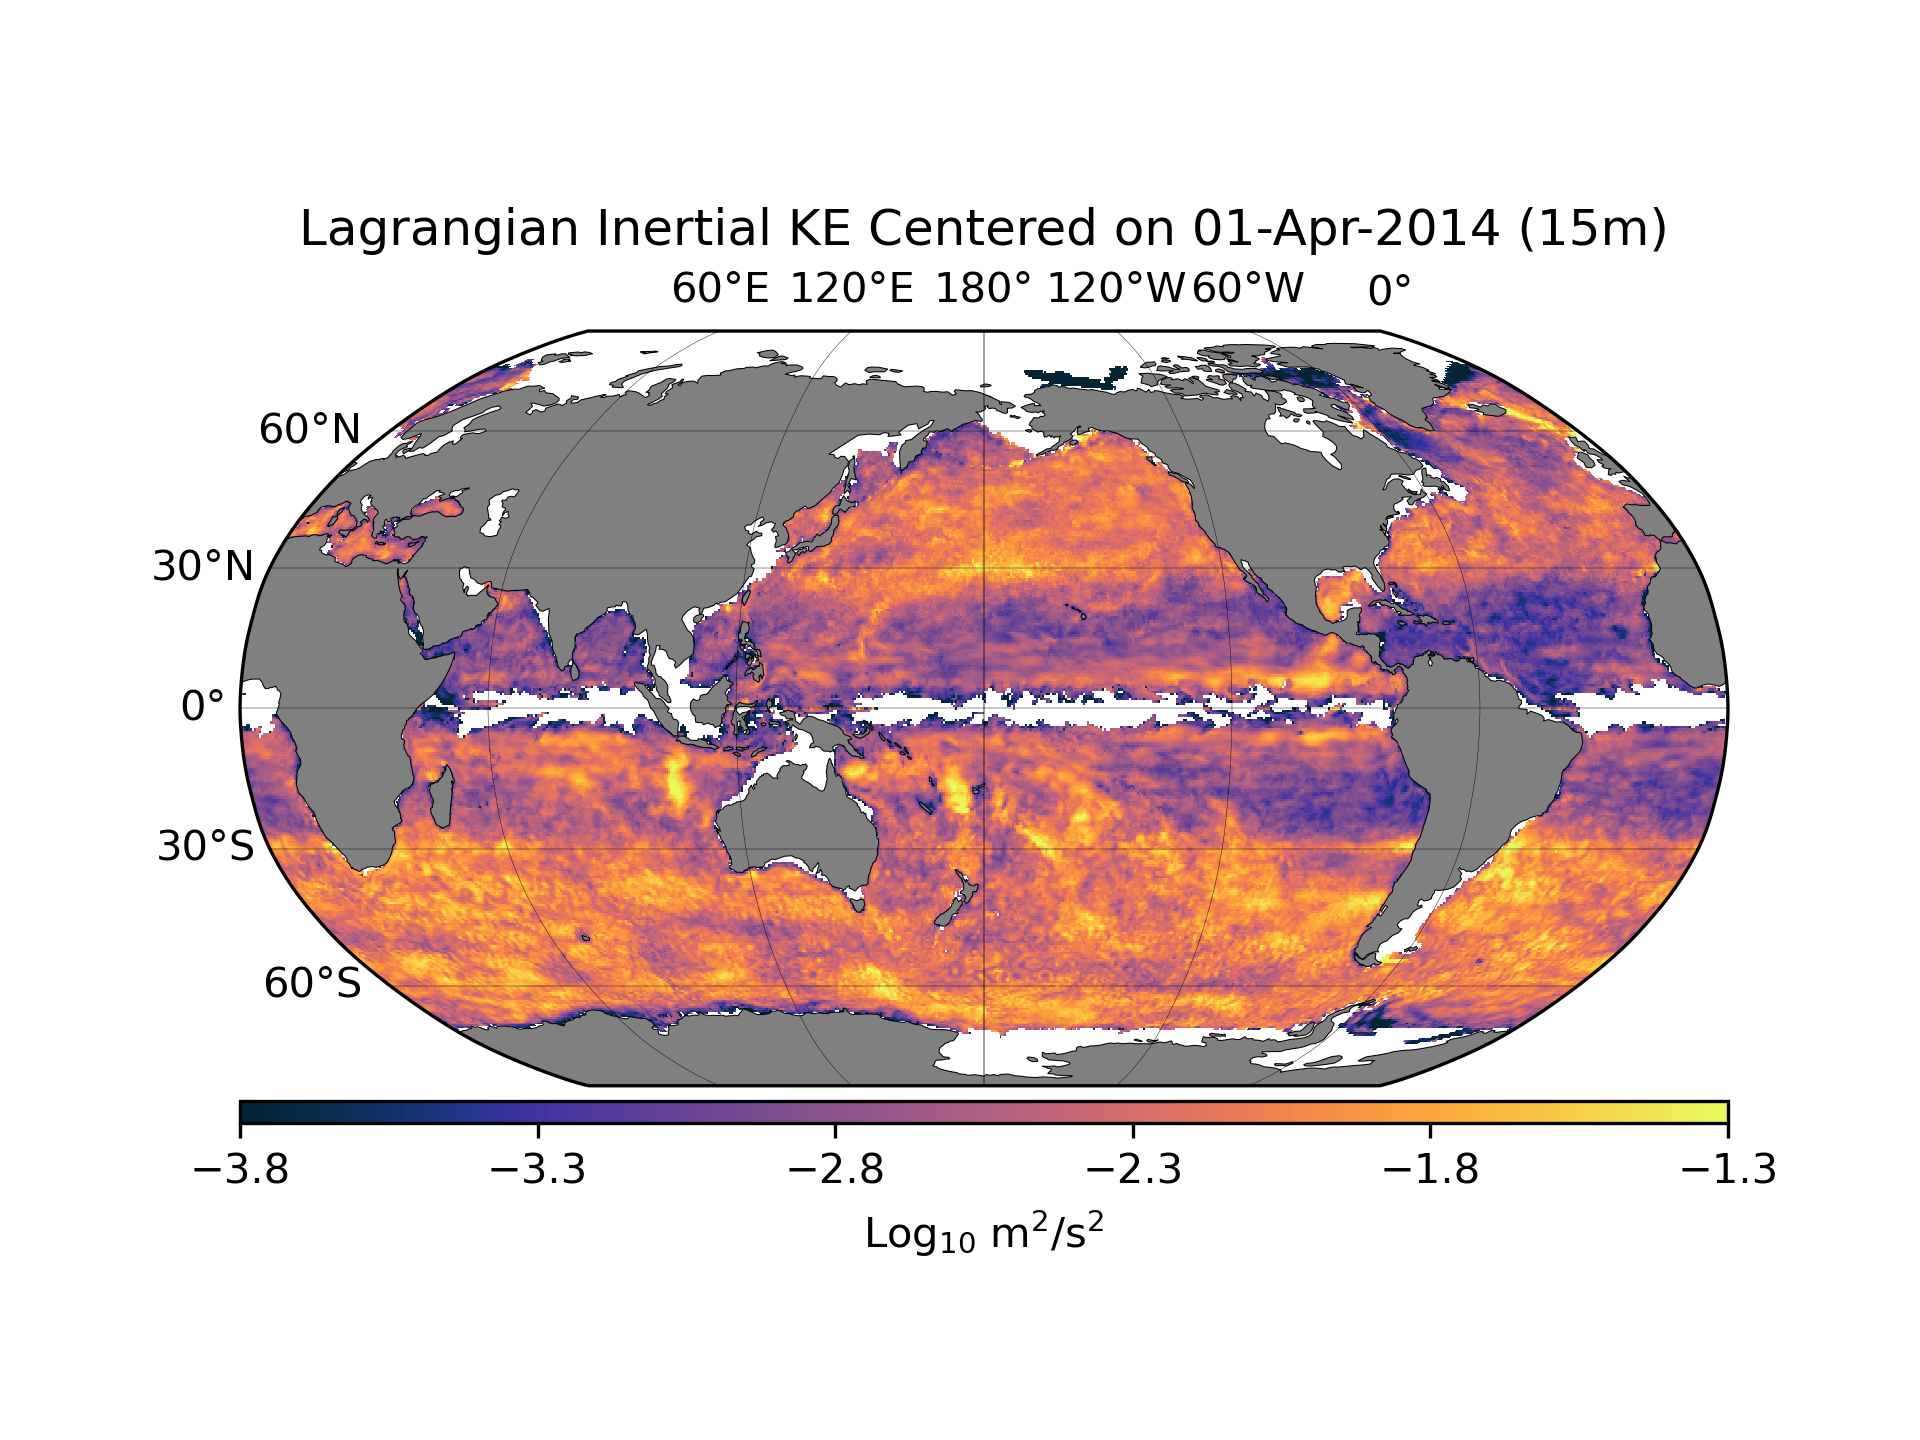 Lagrangian Inertial KE Centered on 01-Apr-2014 (15m)
60°E 120°E 180° 120°W 60°W 0°
60°N
30°N
0°
30°S
60°S
−3.8 −3.3 −2.8 −2.3 −1.8 −1.3
Log₁₀ m²/s²